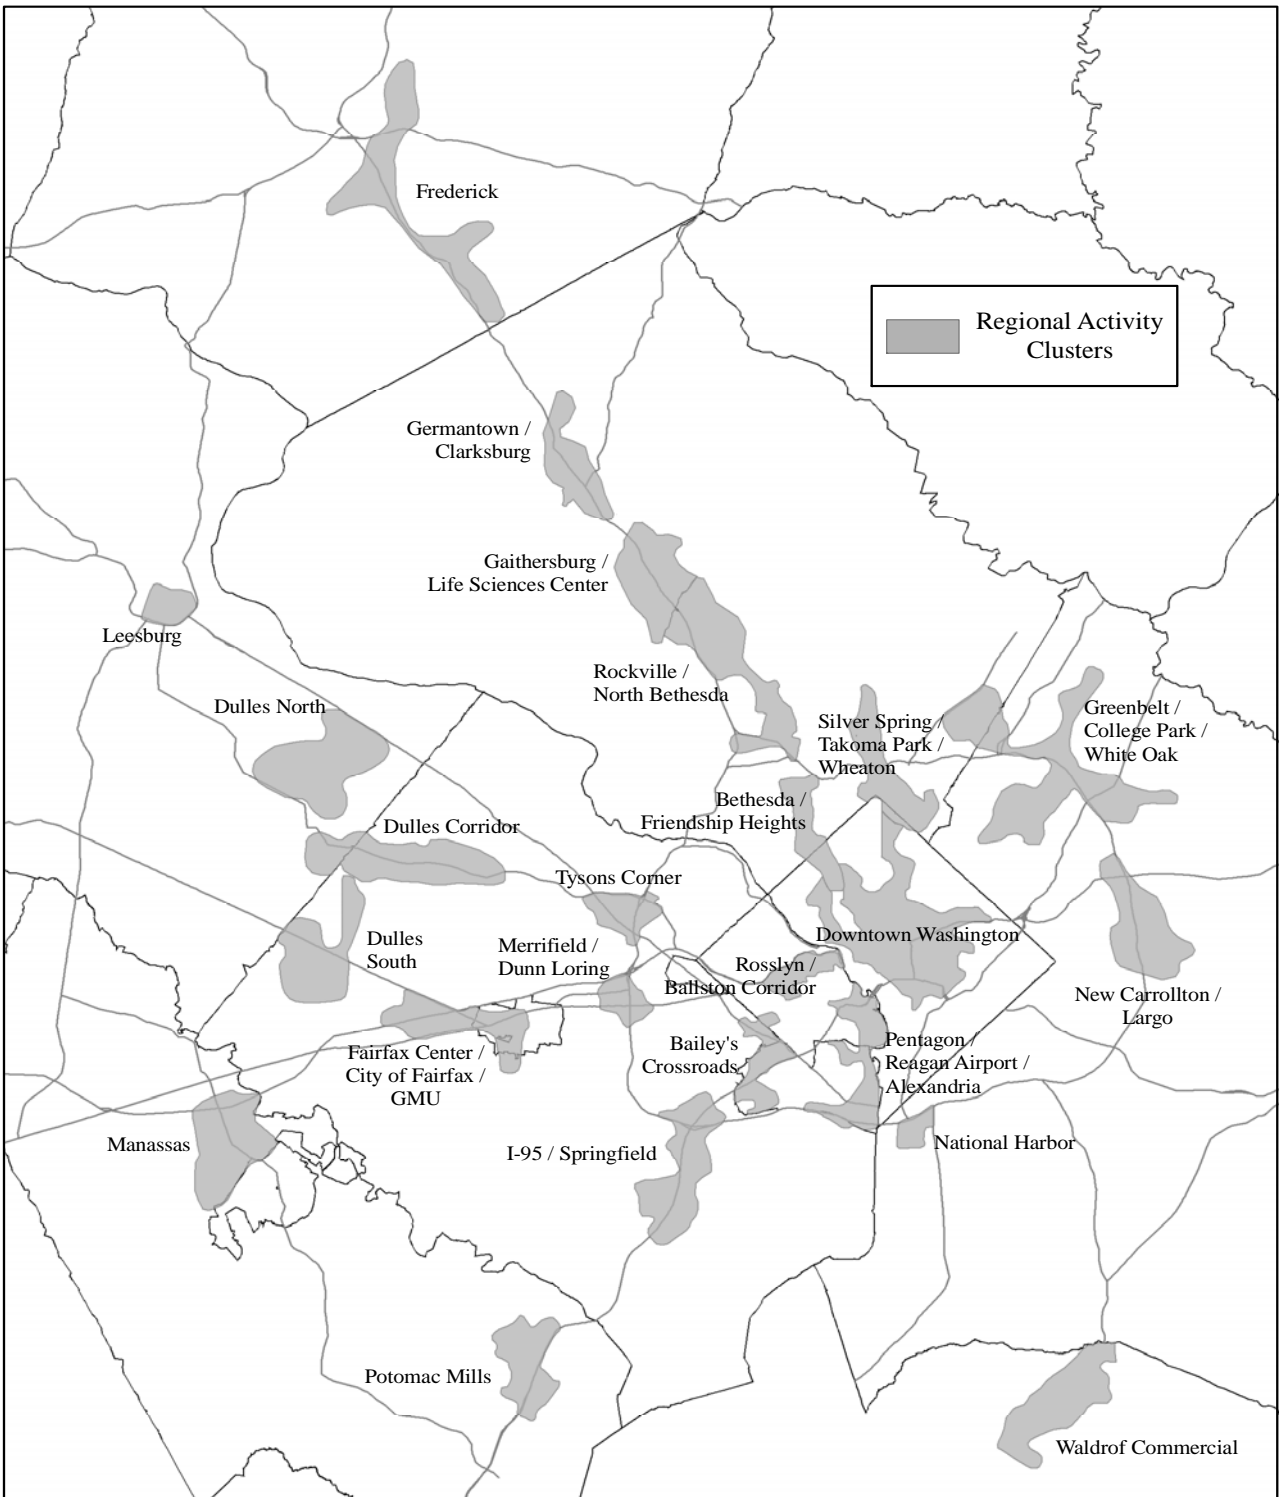 Frederick
Regional Activity
Clusters
Germantown /
Clarksburg
Gaithersburg /
Life Sciences Center
Leesburg
Rockville /
North Bethesda
Dulles North
Silver Spring /
Takoma Park /
Wheaton
Greenbelt /
College Park /
White Oak
Bethesda /
Friendship Heights
Dulles Corridor
Tysons Corner
Dulles
South
Merrifield /
Dunn Loring
Downtown Washington
Rosslyn /
Ballston Corridor
New Carrollton /
Largo
Fairfax Center /
City of Fairfax /
GMU
Bailey's
Crossroads
Pentagon /
Reagan Airport /
Alexandria
Manassas
I-95 / Springfield
National Harbor
Potomac Mills
Waldrof Commercial